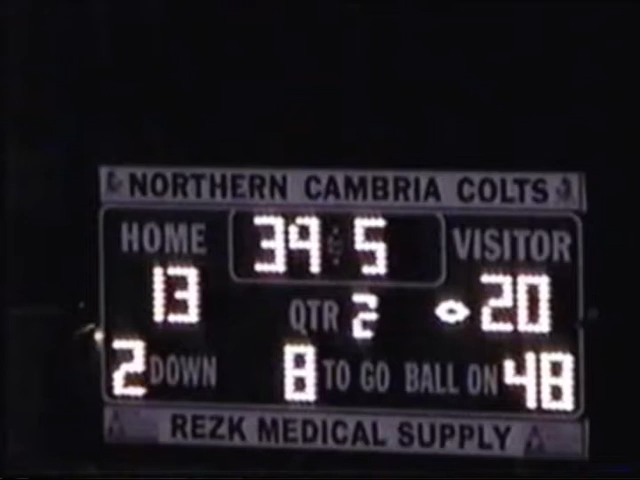 NORTHERN CAMBRIA COLTS
HOME 39:5 VISITOR
13 QTR 2 20
2 DOWN 8 TO GO BALL ON 48
REZK MEDICAL SUPPLY